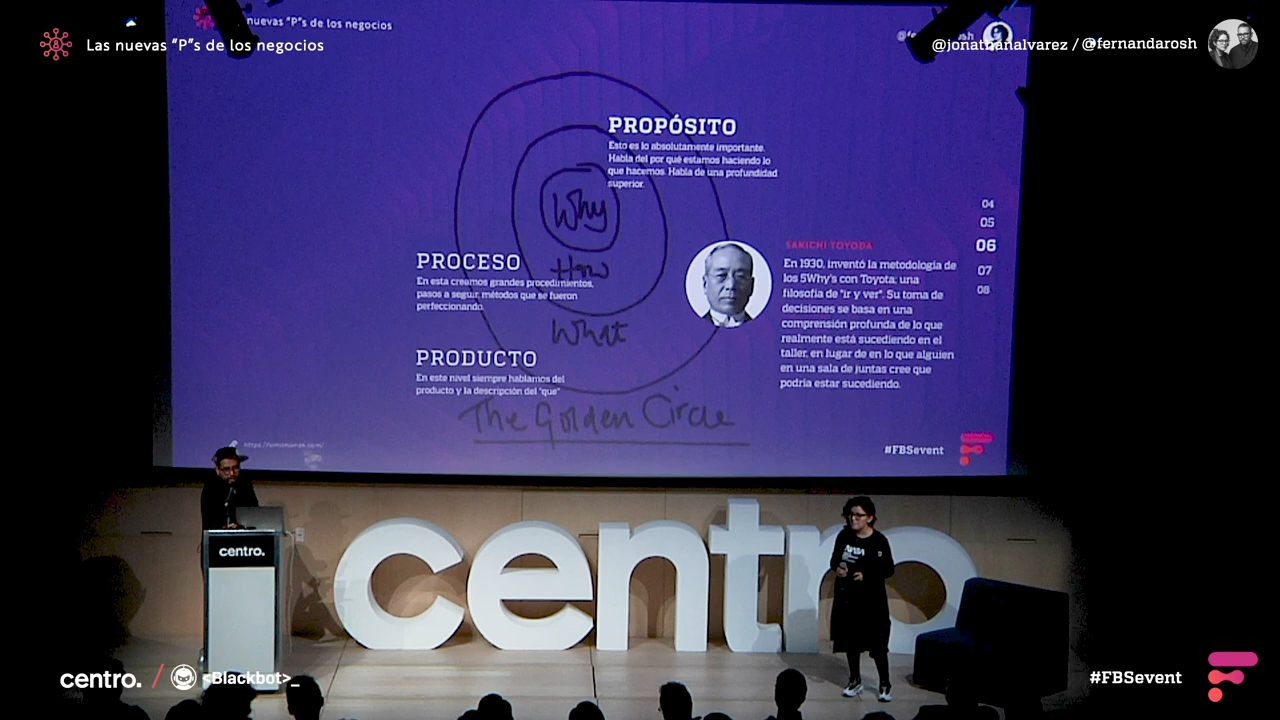 Las nuevas "P"s de los negocios
@jonathanalvarez / @fernandarosh
nuevas "P"s de los negocios
PROPÓSITO
Esto es lo absolutamente importante.
Habla del por qué estamos haciendo lo
que hacemos. Habla de una profundidad
superior.
Why
How
What
The Golden Circle
PROCESO
En esta creamos grandes procedimientos,
pasos a seguir, métodos que se fueron
perfeccionando.
PRODUCTO
En este nivel siempre hablamos del
producto y la descripción del "que"
SAKICHI TOYODA
En 1930, inventó la metodología de
los 5Why's con Toyota; una
filosofía de "ir y ver". Su toma de
decisiones se basa en una
comprensión profunda de lo que
realmente está sucediendo en el
taller, en lugar de en lo que alguien
en una sala de juntas cree que
podría estar sucediendo.
04
05
06
07
08
#FBSevent
centro.
centro
NASA
centro. / <Blackbot>_
#FBSevent